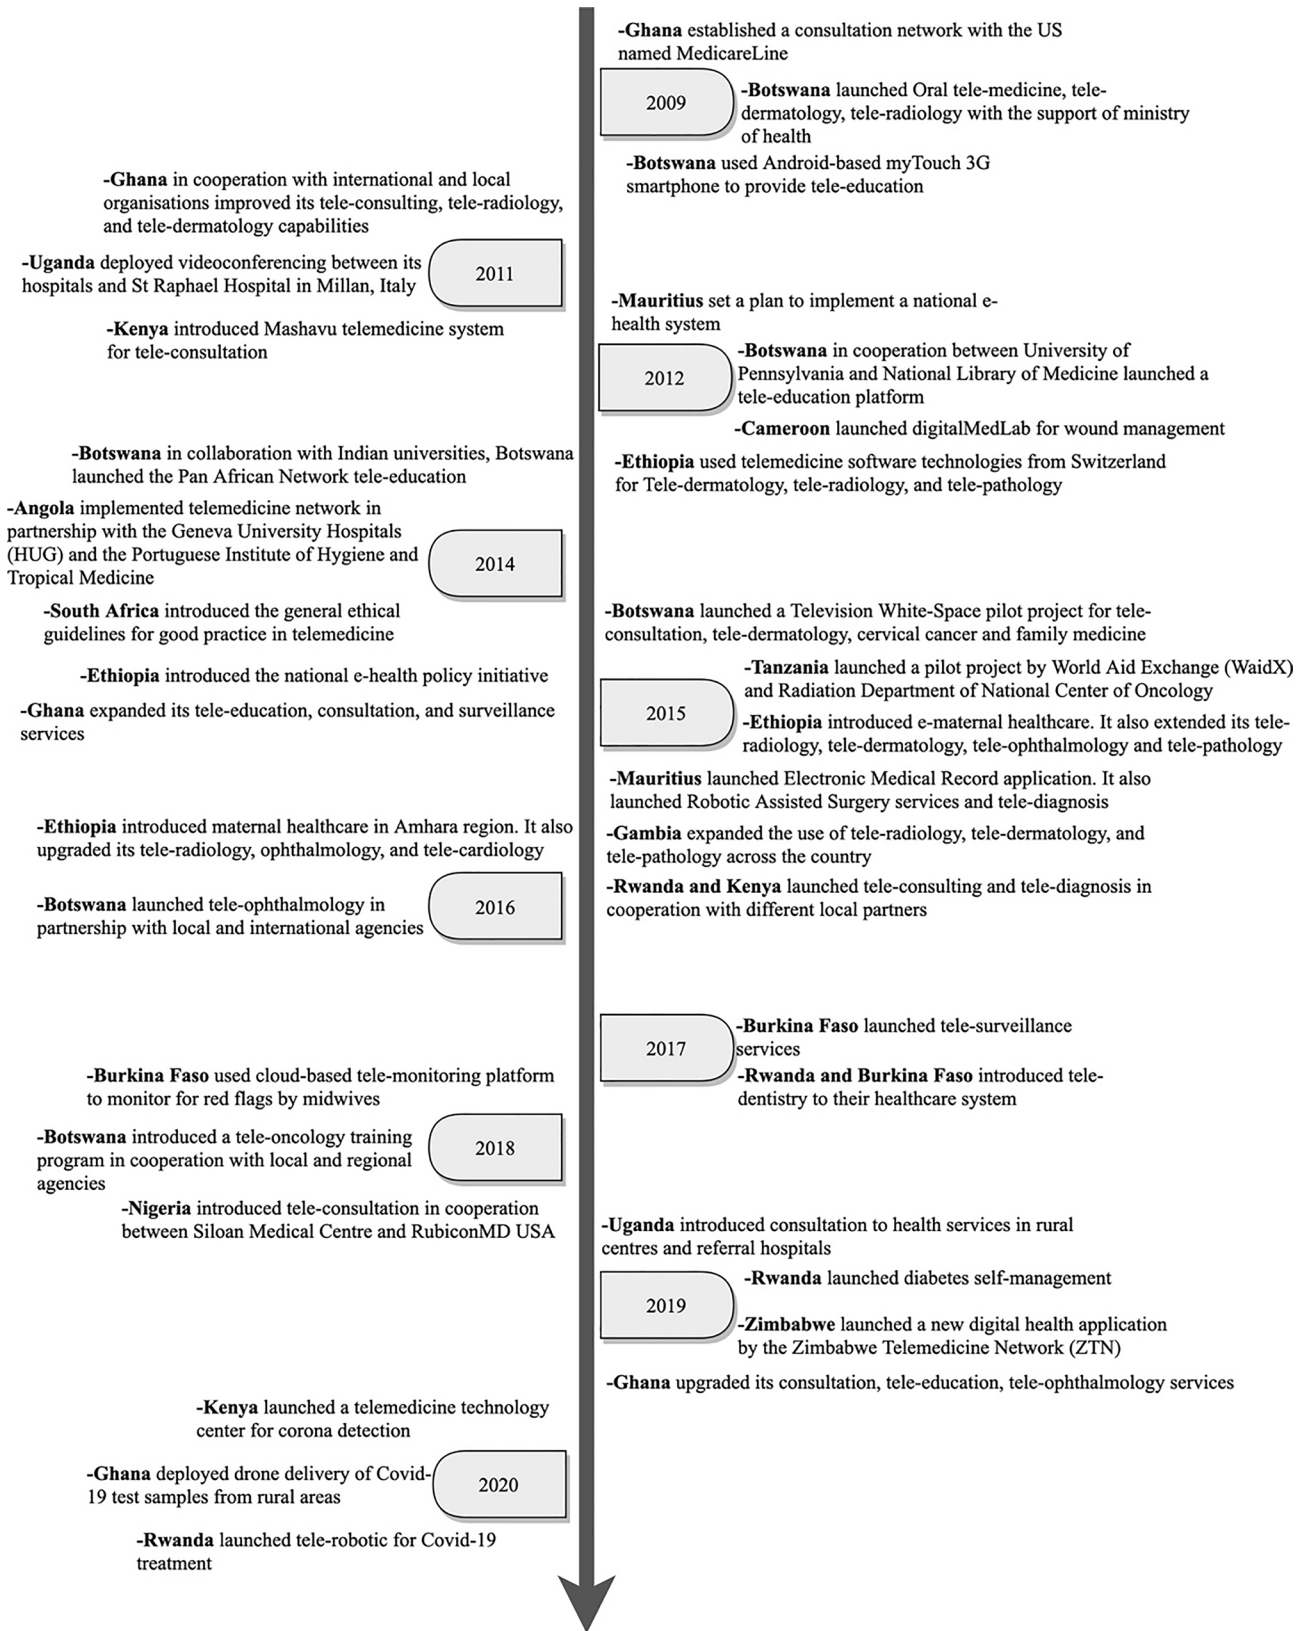 -Ghana established a consultation network with the US
named MedicareLine
2009
-Botswana launched Oral tele-medicine, tele-
dermatology, tele-radiology with the support of ministry
of health
-Botswana used Android-based myTouch 3G
smartphone to provide tele-education
-Ghana in cooperation with international and local
organisations improved its tele-consulting, tele-radiology,
and tele-dermatology capabilities
-Uganda deployed videoconferencing between its
hospitals and St Raphael Hospital in Millan, Italy
2011
-Kenya introduced Mashavu telemedicine system
for tele-consultation
-Mauritius set a plan to implement a national e-
health system
2012
-Botswana in cooperation between University of
Pennsylvania and National Library of Medicine launched a
tele-education platform
-Cameroon launched digitalMedLab for wound management
-Ethiopia used telemedicine software technologies from Switzerland
for Tele-dermatology, tele-radiology, and tele-pathology
-Botswana in collaboration with Indian universities, Botswana
launched the Pan African Network tele-education
-Angola implemented telemedicine network in
partnership with the Geneva University Hospitals
(HUG) and the Portuguese Institute of Hygiene and
Tropical Medicine
2014
-South Africa introduced the general ethical
guidelines for good practice in telemedicine
-Ethiopia introduced the national e-health policy initiative
-Ghana expanded its tele-education, consultation, and surveillance
services
-Botswana launched a Television White-Space pilot project for tele-
consultation, tele-dermatology, cervical cancer and family medicine
-Tanzania launched a pilot project by World Aid Exchange (WaidX)
and Radiation Department of National Center of Oncology
2015
-Ethiopia introduced e-maternal healthcare. It also extended its tele-
radiology, tele-dermatology, tele-ophthalmology and tele-pathology
-Mauritius launched Electronic Medical Record application. It also
launched Robotic Assisted Surgery services and tele-diagnosis
-Gambia expanded the use of tele-radiology, tele-dermatology, and
tele-pathology across the country
-Rwanda and Kenya launched tele-consulting and tele-diagnosis in
cooperation with different local partners
-Ethiopia introduced maternal healthcare in Amhara region. It also
upgraded its tele-radiology, ophthalmology, and tele-cardiology
2016
-Botswana launched tele-ophthalmology in
partnership with local and international agencies
2017
-Burkina Faso launched tele-surveillance
services
-Rwanda and Burkina Faso introduced tele-
dentistry to their healthcare system
-Burkina Faso used cloud-based tele-monitoring platform
to monitor for red flags by midwives
-Botswana introduced a tele-oncology training
program in cooperation with local and regional
agencies
2018
-Nigeria introduced tele-consultation in cooperation
between Siloan Medical Centre and RubiconMD USA
-Uganda introduced consultation to health services in rural
centres and referral hospitals
-Rwanda launched diabetes self-management
2019
-Zimbabwe launched a new digital health application
by the Zimbabwe Telemedicine Network (ZTN)
-Ghana upgraded its consultation, tele-education, tele-ophthalmology services
-Kenya launched a telemedicine technology
center for corona detection
-Ghana deployed drone delivery of Covid-
19 test samples from rural areas
2020
-Rwanda launched tele-robotic for Covid-19
treatment